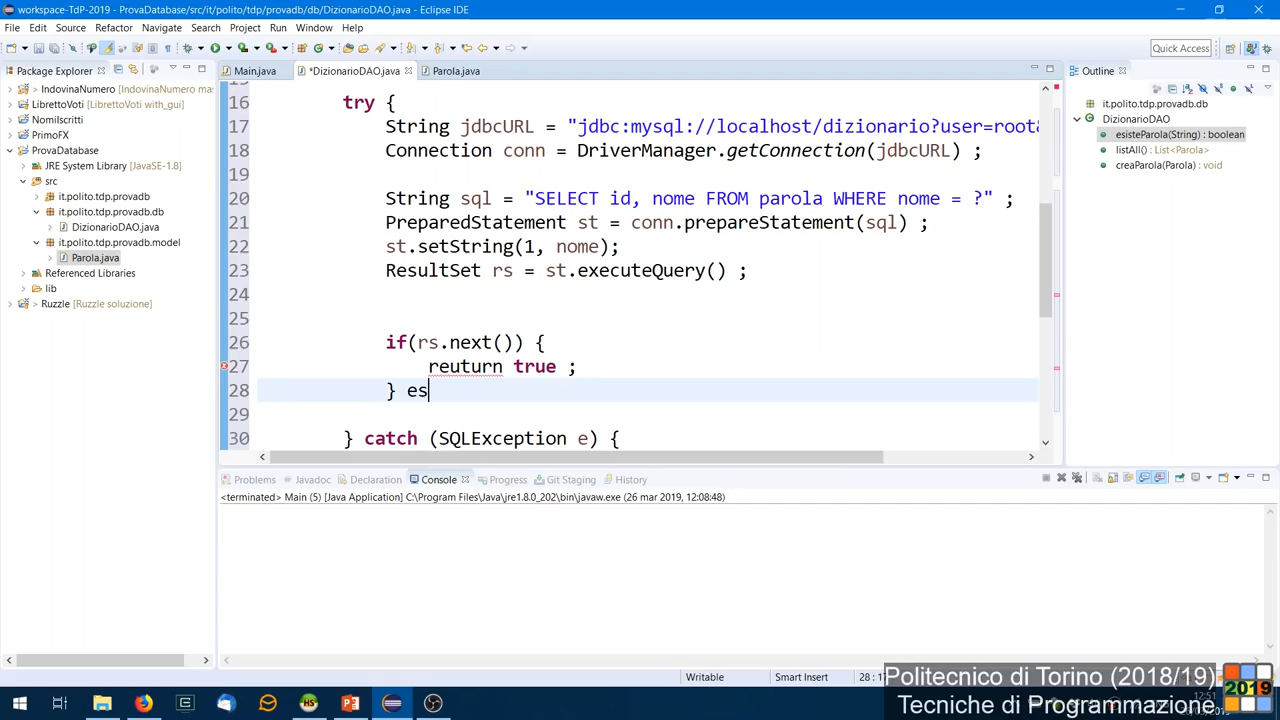 workspace-TdP-2019 - ProvaDatabase/src/it/polito/tdp/provadb/db/DizionarioDAO.java - Eclipse IDE
File Edit Source Refactor Navigate Search Project Run Window Help
Quick Access
Package Explorer
Main.java
*DizionarioDAO.java
Parola.java
Outline
> IndovinaNumero [IndovinaNumero mas
LibrettoVoti [LibrettoVoti with_gui]
NomiIscritti
PrimoFX
ProvaDatabase
JRE System Library [JavaSE-1.8]
src
it.polito.tdp.provadb
it.polito.tdp.provadb.db
DizionarioDAO.java
it.polito.tdp.provadb.model
Parola.java
Referenced Libraries
lib
> Ruzzle [Ruzzle soluzione]
16 try {
17 String jdbcURL = "jdbc:mysql://localhost/dizionario?user=root&
18 Connection conn = DriverManager.getConnection(jdbcURL) ;
19
20 String sql = "SELECT id, nome FROM parola WHERE nome = ?" ;
21 PreparedStatement st = conn.prepareStatement(sql) ;
22 st.setString(1, nome);
23 ResultSet rs = st.executeQuery() ;
24
25
26 if(rs.next()) {
27 reuturn true ;
28 } es
29
30 } catch (SQLException e) {
it.polito.tdp.provadb.db
DizionarioDAO
esisteParola(String) : boolean
listAll() : List<Parola>
creaParola(Parola) : void
Problems Javadoc Declaration Console Progress Git Staging History
<terminated> Main (5) [Java Application] C:\Program Files\Java\jre1.8.0_202\bin\javaw.exe (26 mar 2019, 12:08:48)
Writable
Smart Insert
Politecnico di Torino (2018/19)
Tecniche di Programmazione
2019
12:51